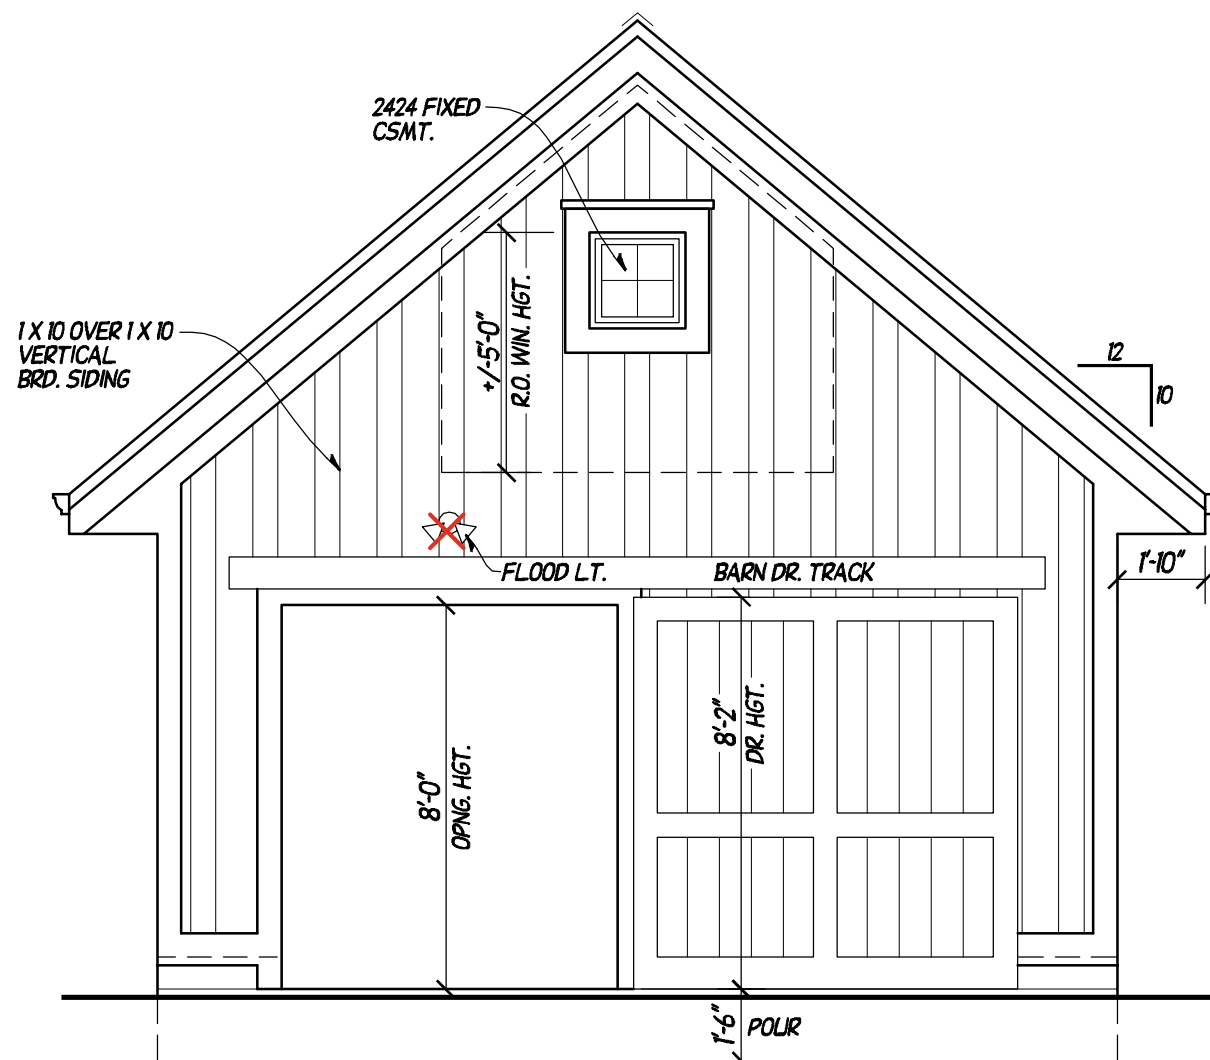 2424 FIXED
CSMT.
1 X 10 OVER 1 X 10
VERTICAL
BRD. SIDING
+/-5'-0"
R.O. WIN. HGT.
12
10
1'-10"
FLOOD LT.
BARN DR. TRACK
8'-0"
OPNG. HGT.
8'-2"
DR. HGT.
1'-6"
POUR